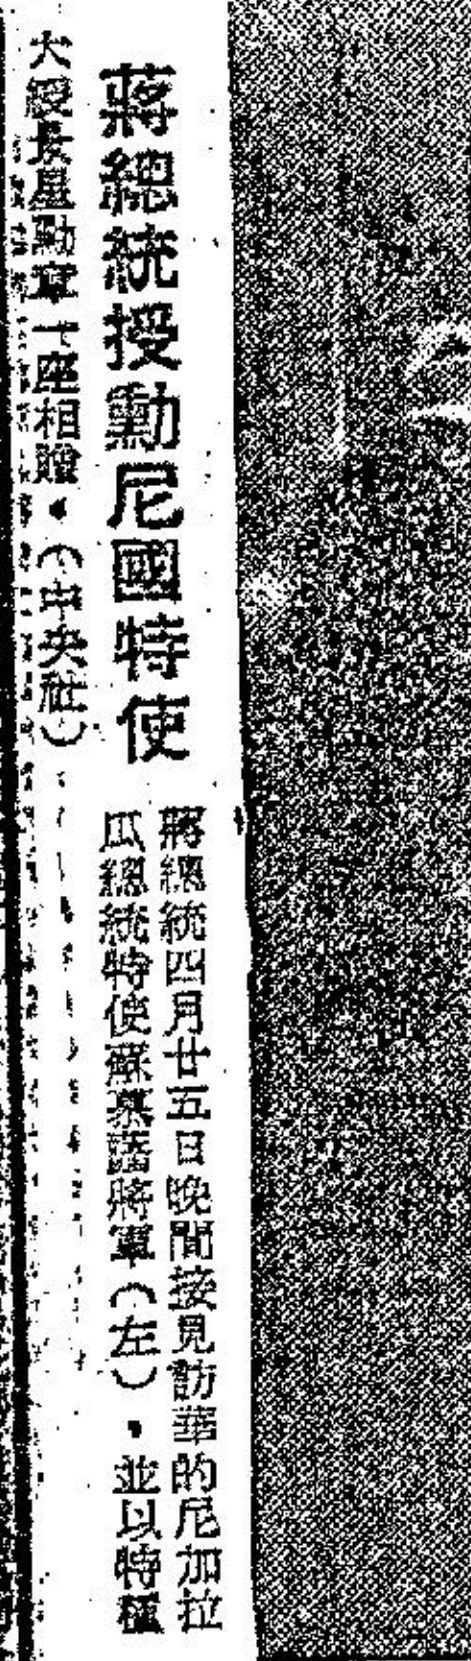 蔣總統授勳尼國特使
蔣總統四月廿五日晚間接見訪華的尼加拉
瓜總統特使蘇慕薩將軍（左），並以特種
大綬景星勳章一座相贈。（中央社）